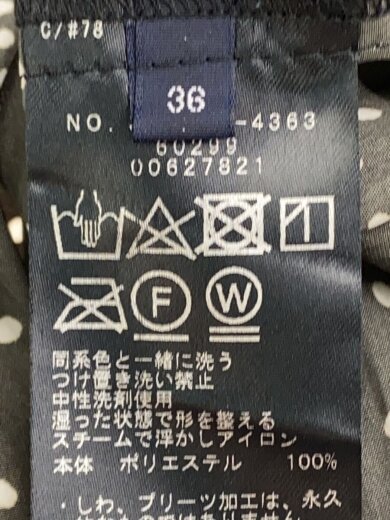 C/#78
36
NO. -4363
60299
00627821
F
W
同系色と一緒に洗う
つけ置き洗い禁止
中性洗剤使用
湿った状態で形を整える
スチームで浮かしアイロン
本体 ポリエステル 100%
・しわ、プリーツ加工は、永久